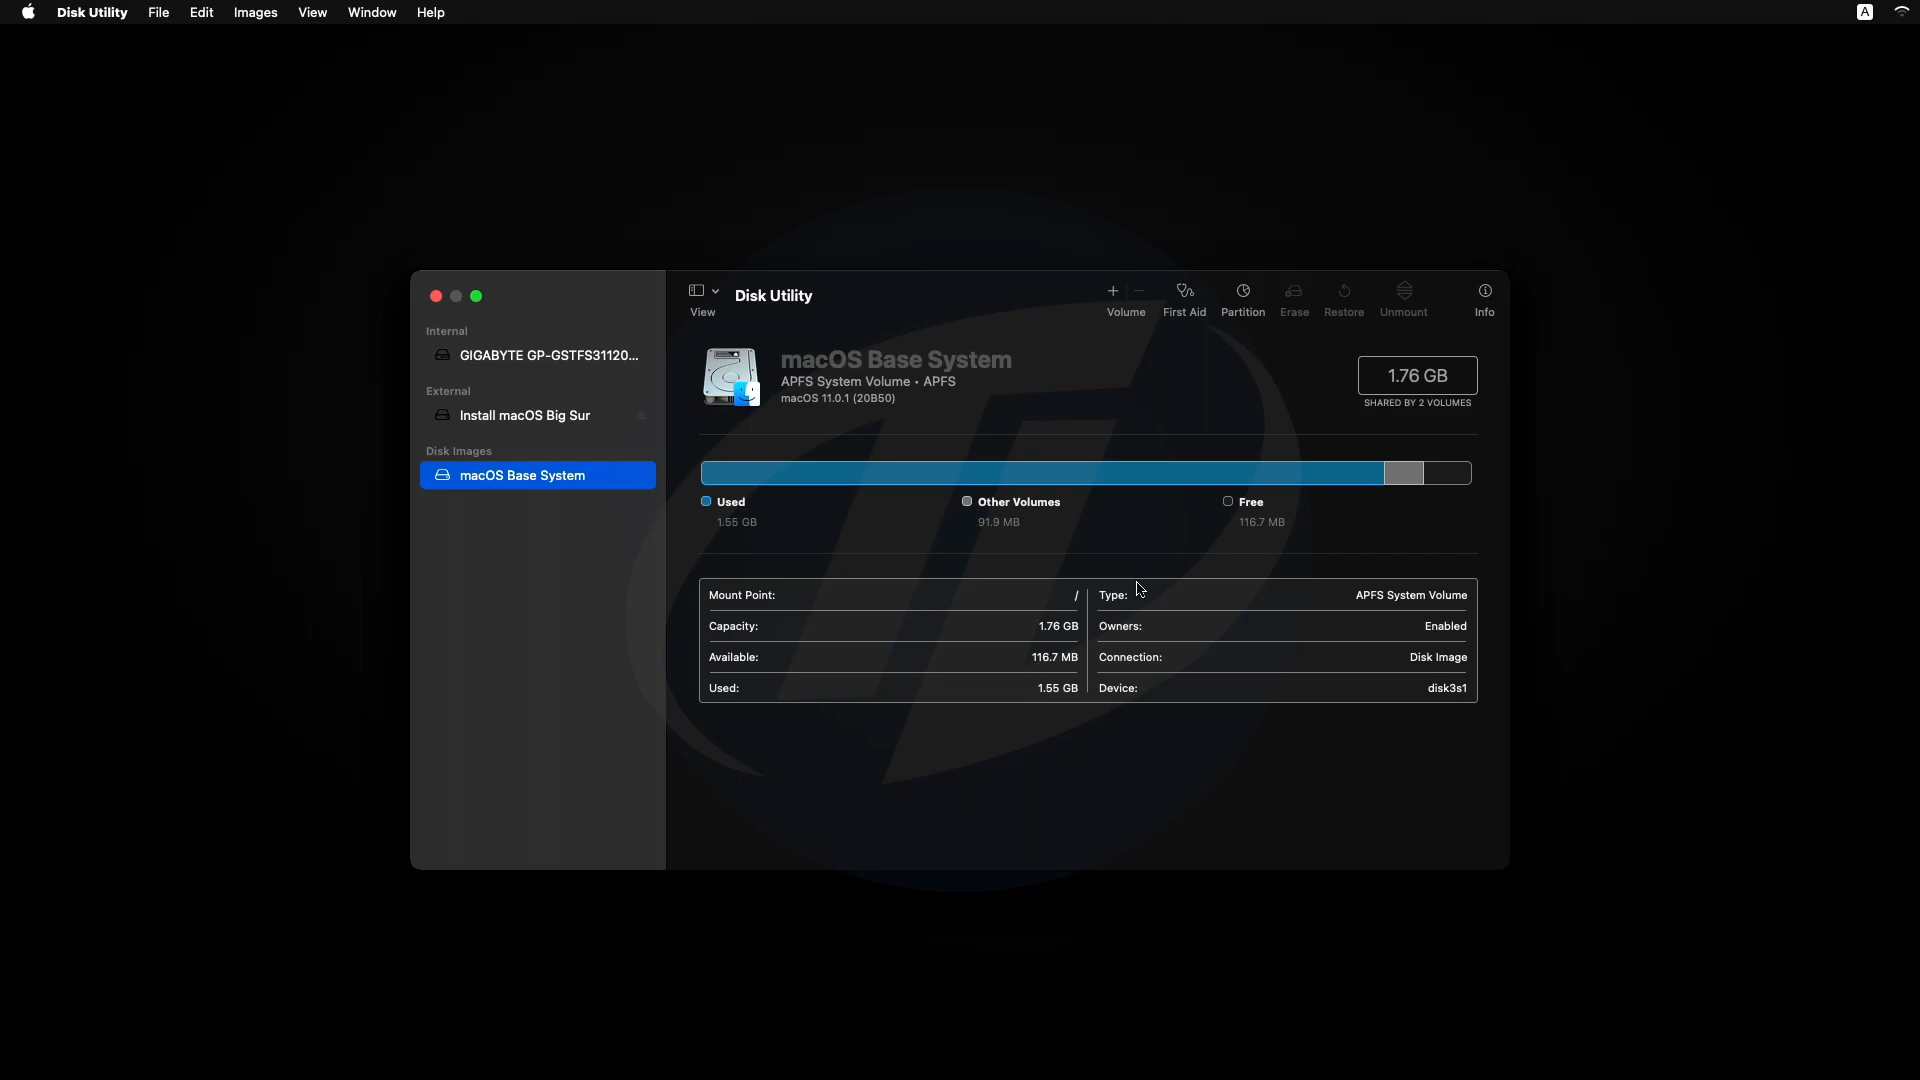 Disk Utility File Edit Images View Window Help A
Disk Utility
View
Volume First Aid Partition Erase Restore Unmount Info
Internal
GIGABYTE GP-GSTFS31120...
External
Install macOS Big Sur
Disk Images
macOS Base System
macOS Base System
APFS System Volume • APFS
macOS 11.0.1 (20B50)
1.76 GB
SHARED BY 2 VOLUMES
Used
1.55 GB
Other Volumes
91.9 MB
Free
116.7 MB
Mount Point: /
Capacity: 1.76 GB
Available: 116.7 MB
Used: 1.55 GB
Type: APFS System Volume
Owners: Enabled
Connection: Disk Image
Device: disk3s1